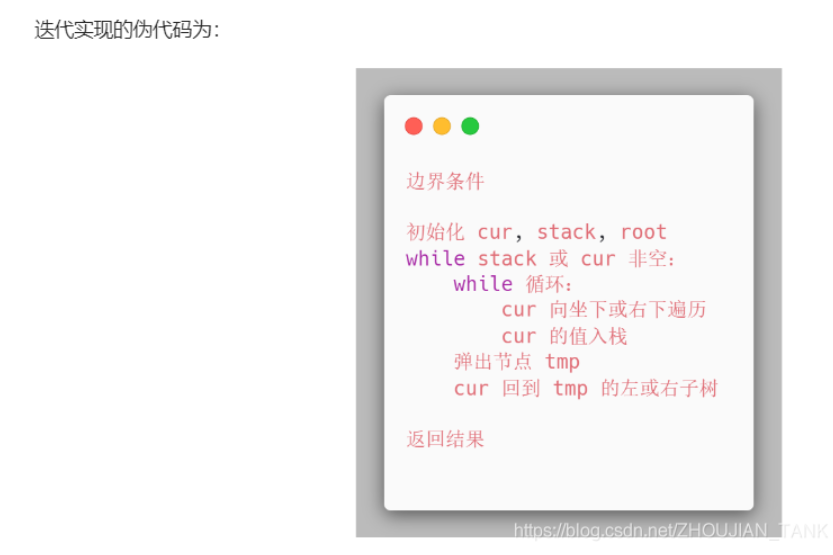 迭代实现的伪代码为：
边界条件
初始化 cur, stack, root
while stack 或 cur 非空:
while 循环:
cur 向坐下或右下遍历
cur 的值入栈
弹出节点 tmp
cur 回到 tmp 的左或右子树
返回结果
https://blog.csdn.net/ZHOUJIAN_TANK